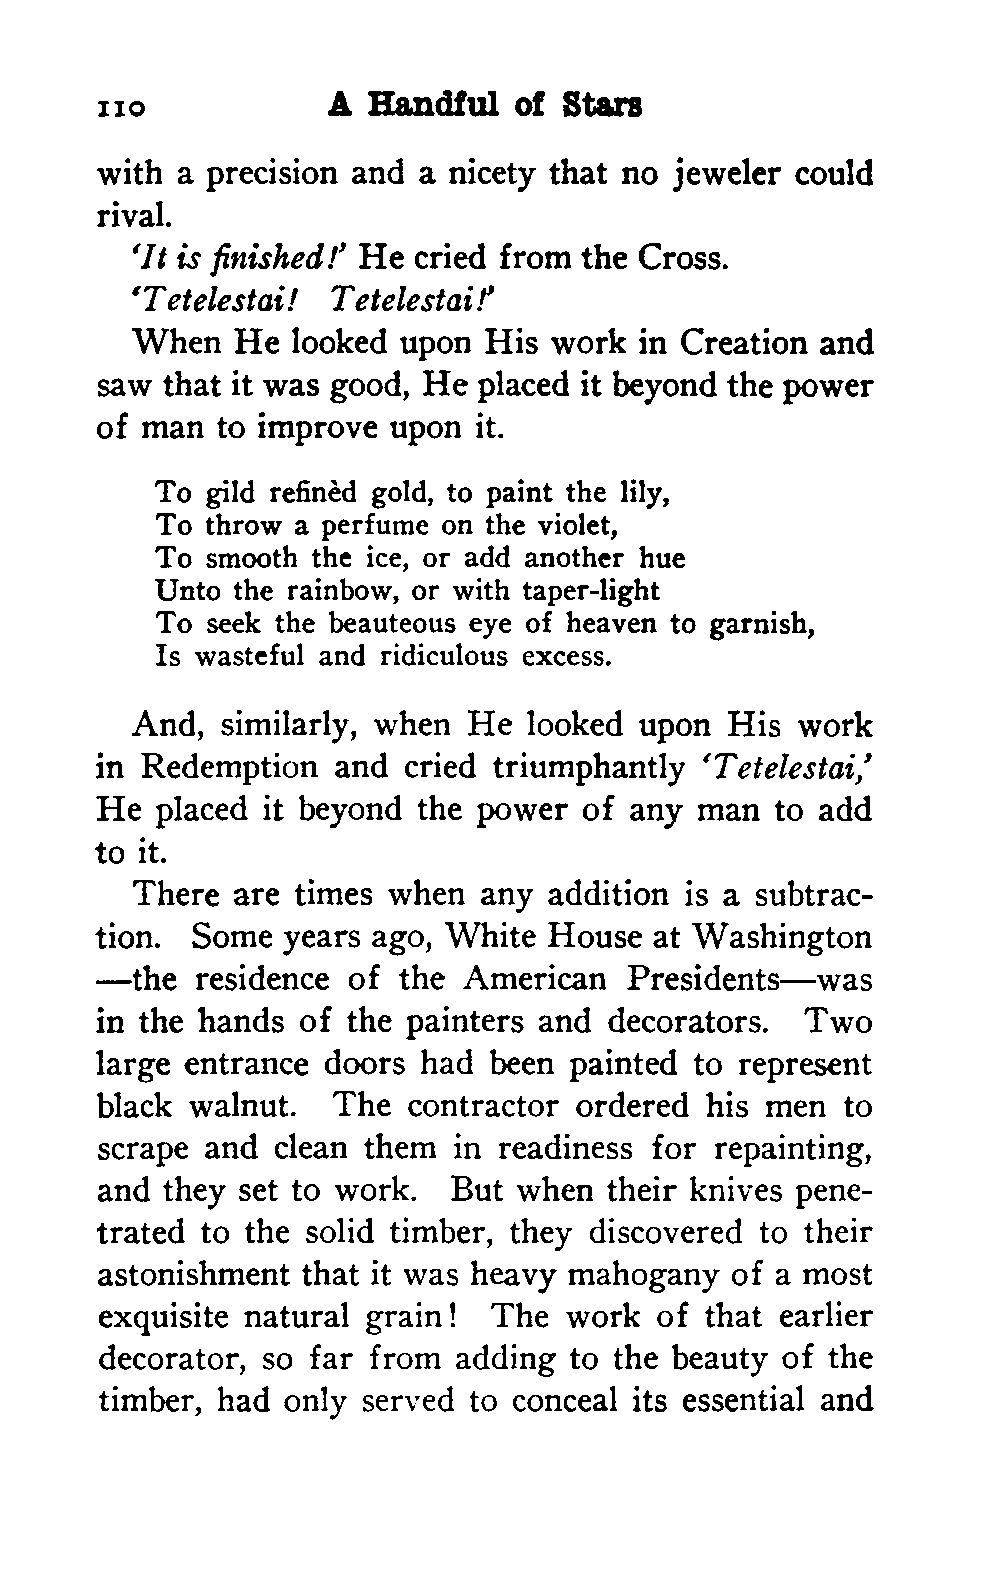 110 A Handful of Stars
with a precision and a nicety that no jeweler could
rival.
‘It is finished!’ He cried from the Cross.
‘Tetelestai! Tetelestai!’
When He looked upon His work in Creation and
saw that it was good, He placed it beyond the power
of man to improve upon it.
To gild refinèd gold, to paint the lily,
To throw a perfume on the violet,
To smooth the ice, or add another hue
Unto the rainbow, or with taper-light
To seek the beauteous eye of heaven to garnish,
Is wasteful and ridiculous excess.
And, similarly, when He looked upon His work
in Redemption and cried triumphantly ‘Tetelestai,’
He placed it beyond the power of any man to add
to it.
There are times when any addition is a subtrac-
tion. Some years ago, White House at Washington
—the residence of the American Presidents—was
in the hands of the painters and decorators. Two
large entrance doors had been painted to represent
black walnut. The contractor ordered his men to
scrape and clean them in readiness for repainting,
and they set to work. But when their knives pene-
trated to the solid timber, they discovered to their
astonishment that it was heavy mahogany of a most
exquisite natural grain! The work of that earlier
decorator, so far from adding to the beauty of the
timber, had only served to conceal its essential and